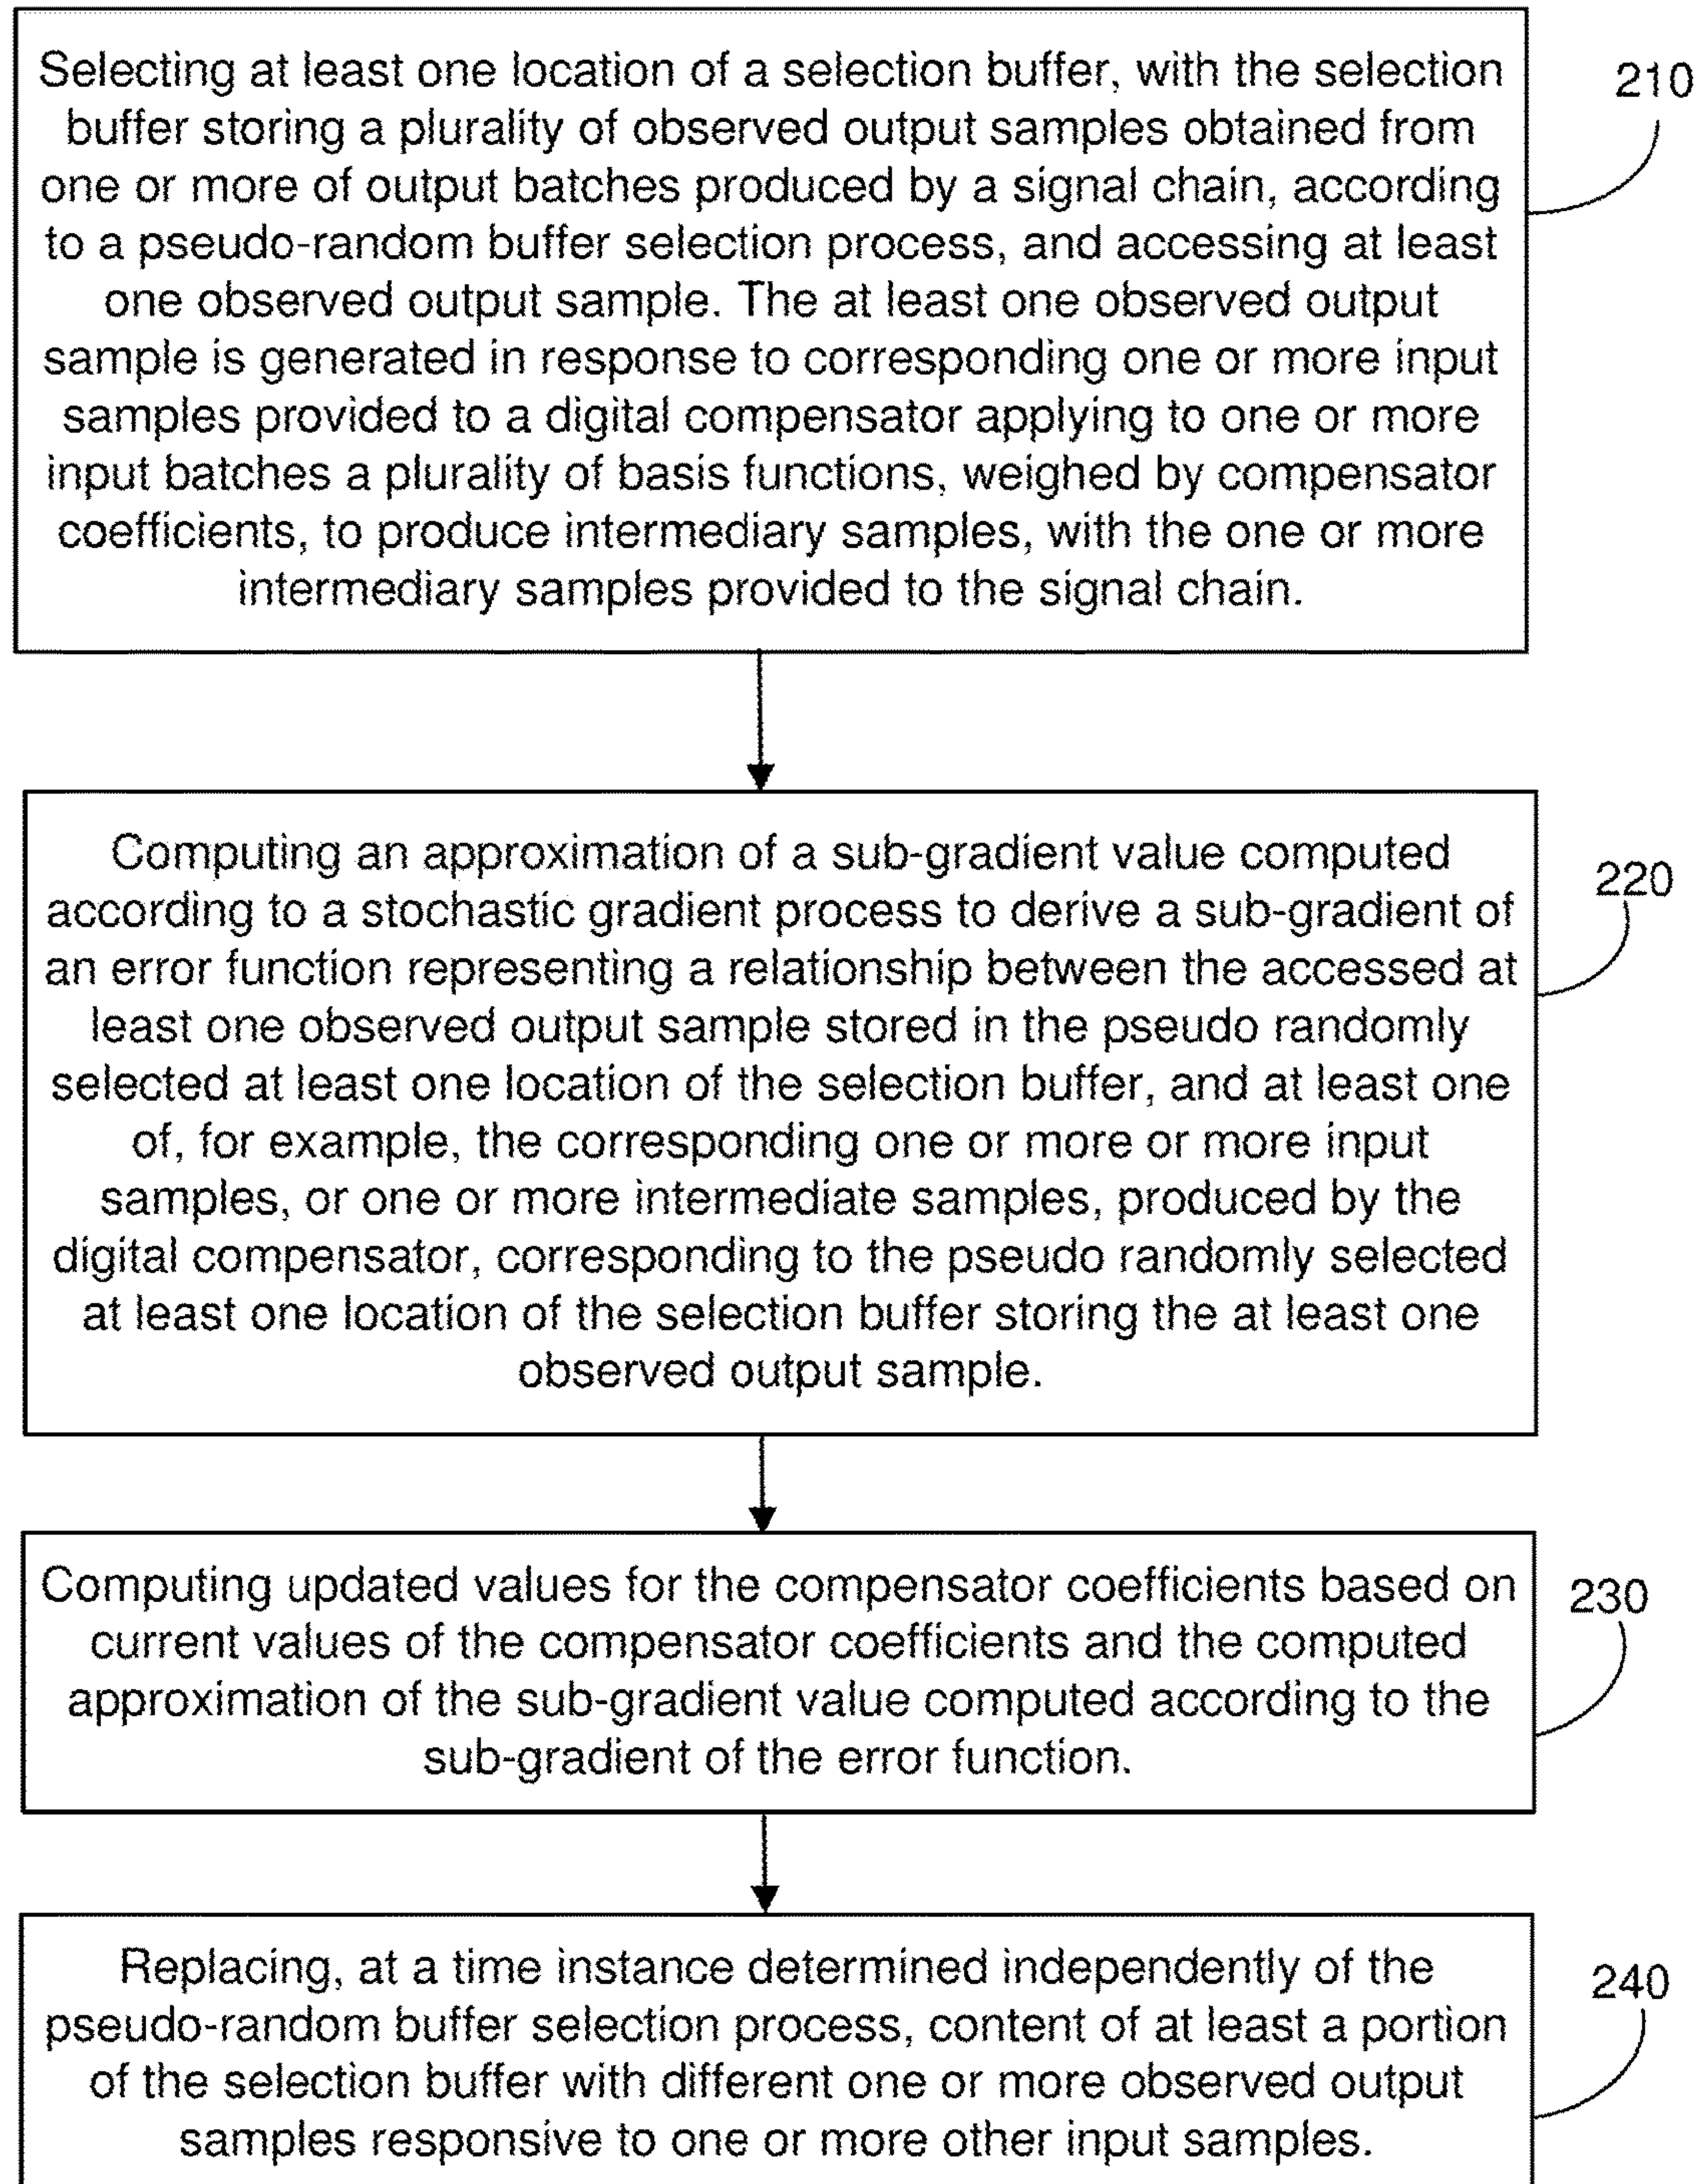 Selecting at least one location of a selection buffer, with the selection
buffer storing a plurality of observed output samples obtained from
one or more of output batches produced by a signal chain, according
to a pseudo-random buffer selection process, and accessing at least
one observed output sample. The at least one observed output
sample is generated in response to corresponding one or more input
samples provided to a digital compensator applying to one or more
input batches a plurality of basis functions, weighed by compensator
coefficients, to produce intermediary samples, with the one or more
intermediary samples provided to the signal chain.
210
Computing an approximation of a sub-gradient value computed
according to a stochastic gradient process to derive a sub-gradient of
an error function representing a relationship between the accessed at
least one observed output sample stored in the pseudo randomly
selected at least one location of the selection buffer, and at least one
of, for example, the corresponding one or more or more input
samples, or one or more intermediate samples, produced by the
digital compensator, corresponding to the pseudo randomly selected
at least one location of the selection buffer storing the at least one
observed output sample.
220
Computing updated values for the compensator coefficients based on
current values of the compensator coefficients and the computed
approximation of the sub-gradient value computed according to the
sub-gradient of the error function.
230
Replacing, at a time instance determined independently of the
pseudo-random buffer selection process, content of at least a portion
of the selection buffer with different one or more observed output
samples responsive to one or more other input samples.
240